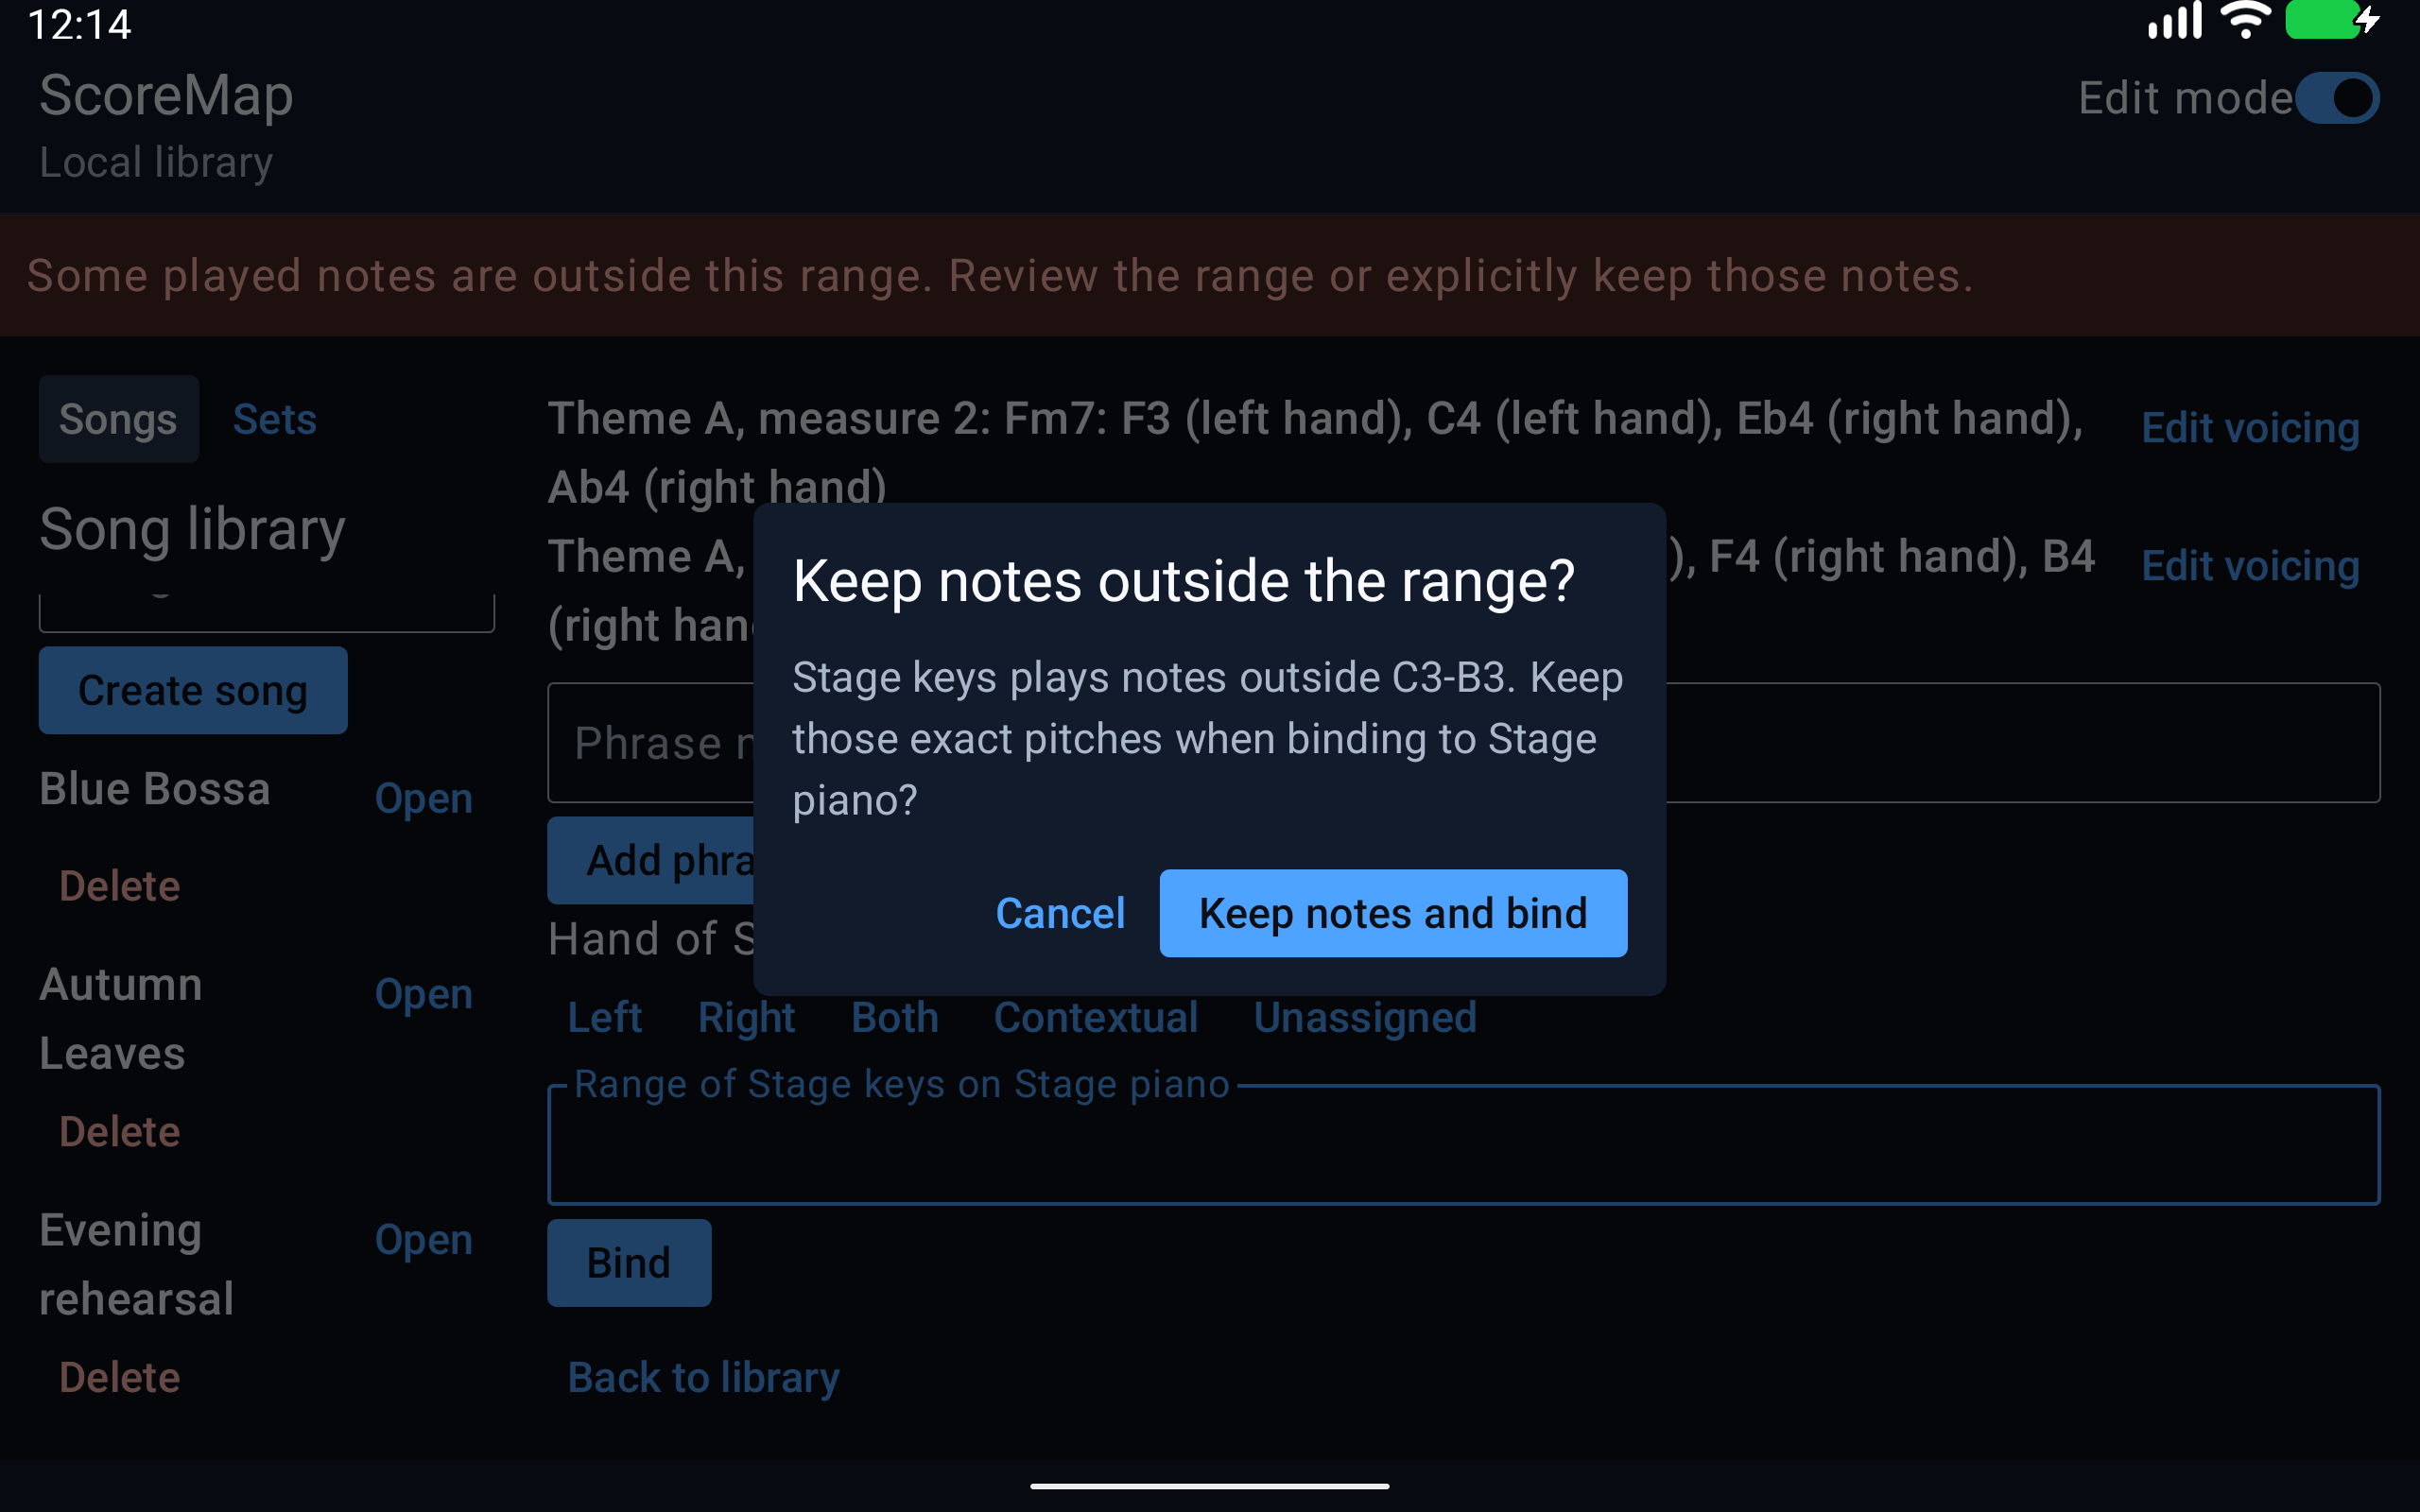 12:14
ScoreMap
Edit mode
Local library
Some played notes are outside this range. Review the range or explicitly keep those notes.
Songs
Sets
Song library
Create song
Blue Bossa
Open
Delete
Autumn
Leaves
Open
Delete
Evening
rehearsal
Open
Delete
Theme A, measure 2: Fm7: F3 (left hand), C4 (left hand), Eb4 (right hand),
Ab4 (right hand)
Edit voicing
Theme A,
), F4 (right hand), B4
(right han
Edit voicing
Phrase
Add phra
Hand of
Left
Right
Both
Contextual
Unassigned
Range of Stage keys on Stage piano
Bind
Back to library
Keep notes outside the range?
Stage keys plays notes outside C3-B3. Keep
those exact pitches when binding to Stage
piano?
Cancel
Keep notes and bind